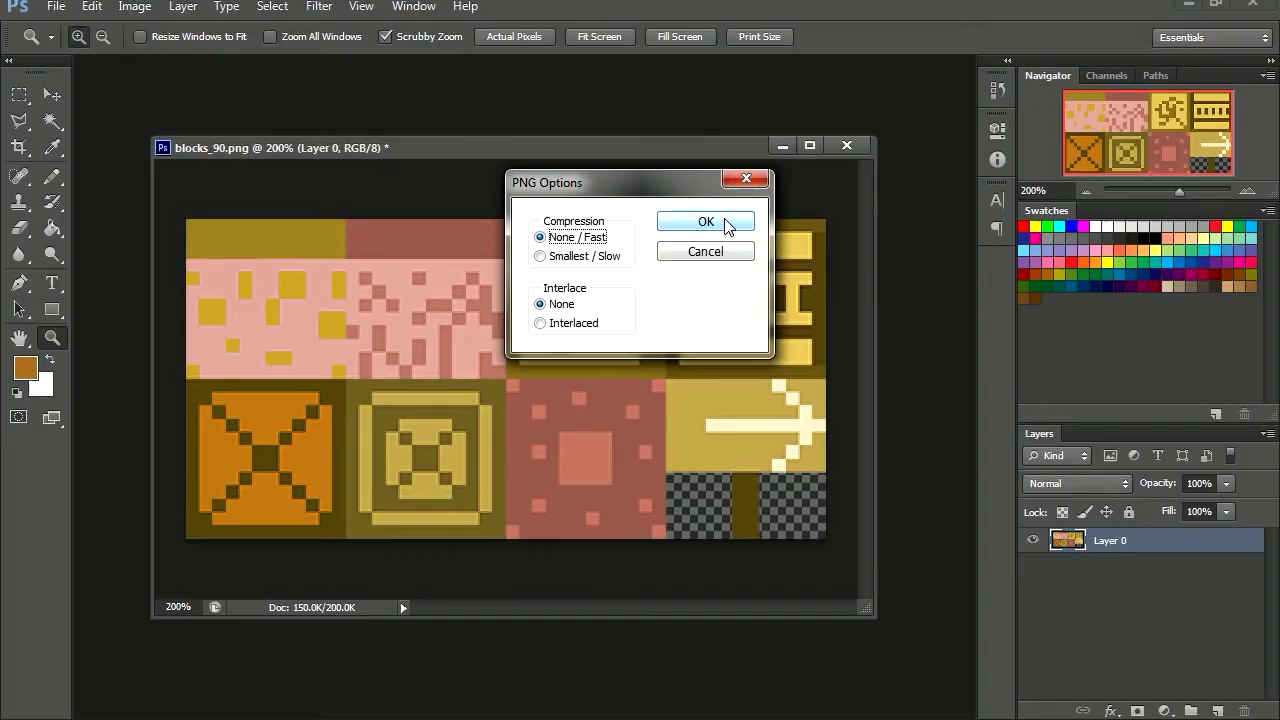 Ps File Edit Image Layer Type Select Filter View Window Help
Resize Windows to Fit Zoom All Windows Scrubby Zoom Actual Pixels Fit Screen Fill Screen Print Size Essentials
Navigator Channels Paths
200%
Swatches
Ps blocks_90.png @ 200% (Layer 0, RGB/8) *
PNG Options
Compression
None / Fast
Smallest / Slow
OK
Cancel
Interlace
None
Interlaced
Layers
Kind
Normal Opacity: 100%
Lock: Fill: 100%
Layer 0
200% Doc: 150.0K/200.0K